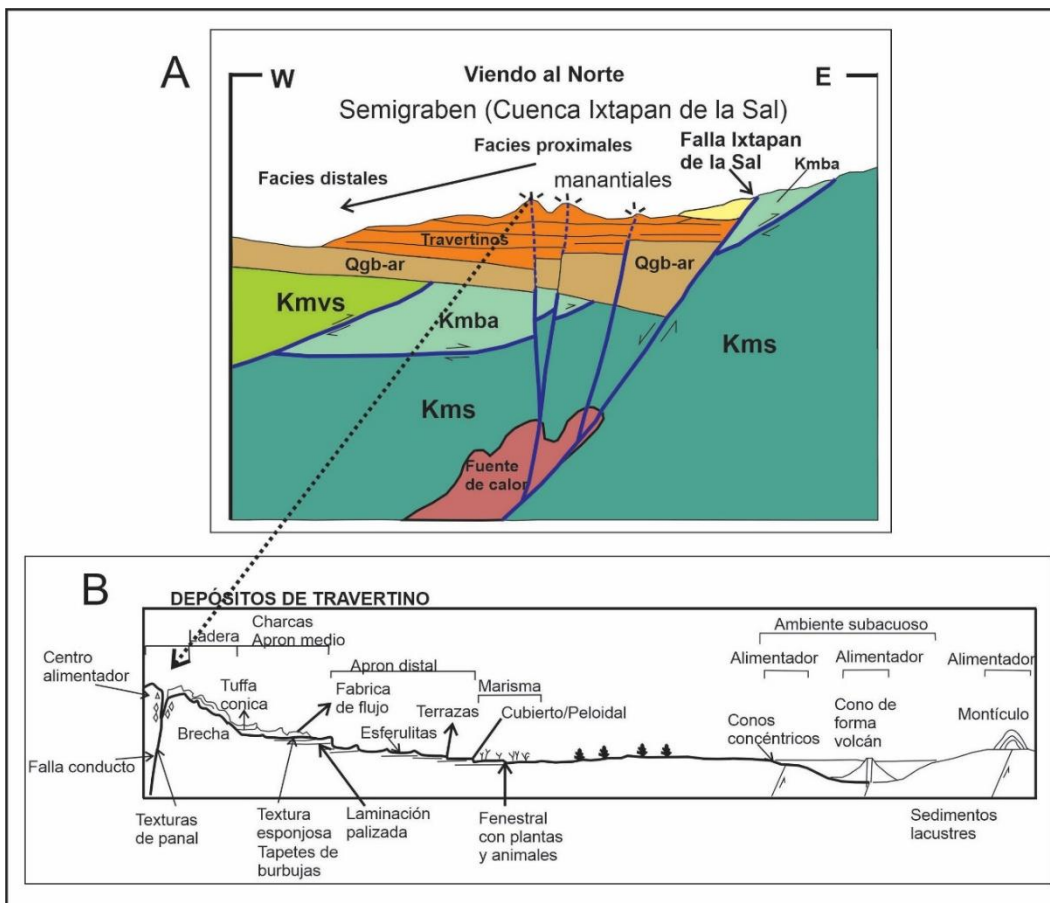 A
W
Viendo al Norte
E
Semigraben (Cuenca Ixtapan de la Sal)
Falla Ixtapan
de la Sal
Kmba
Facies proximales
Facies distales
manantiales
Travertinos
Qgb-ar
Qgb-ar
Kmvs
Kmba
Kms
Kms
Fuente
de calor
B
DEPÓSITOS DE TRAVERTINO
Ladera
Charcas
Apron medio
Ambiente subacuoso
Centro
alimentador
Apron distal
Alimentador
Alimentador
Alimentador
Tuffa
conica
Fabrica
de flujo
Marisma
Terrazas
Cubierto/Peloidal
Cono de
forma
volcán
Montículo
Brecha
Esferulitas
Conos
concéntricos
Falla conducto
Texturas
de panal
Textura
esponjosa
Tapetes de
burbujas
Laminación
palizada
Fenestral
con plantas
y animales
Sedimentos
lacustres